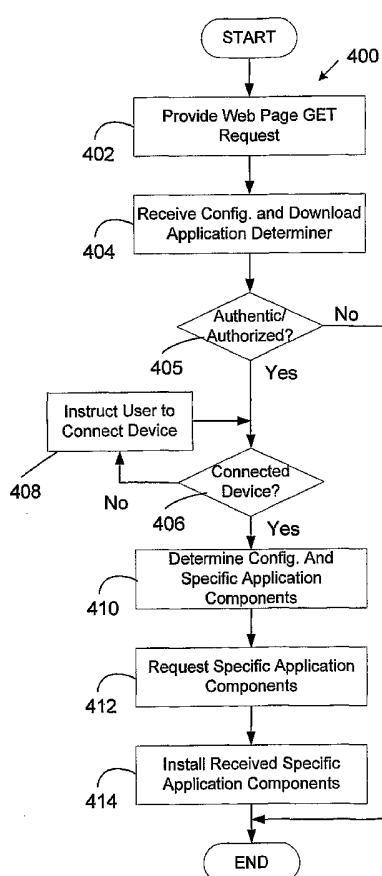 START
400
Provide Web Page GET
Request
402
Receive Config. and Download
Application Determiner
404
Authentic/
Authorized?
No
405
Yes
Instruct User to
Connect Device
408
Connected
Device?
No
406
Yes
Determine Config. And
Specific Application
Components
410
Request Specific Application
Components
412
Install Received Specific
Application Components
414
END